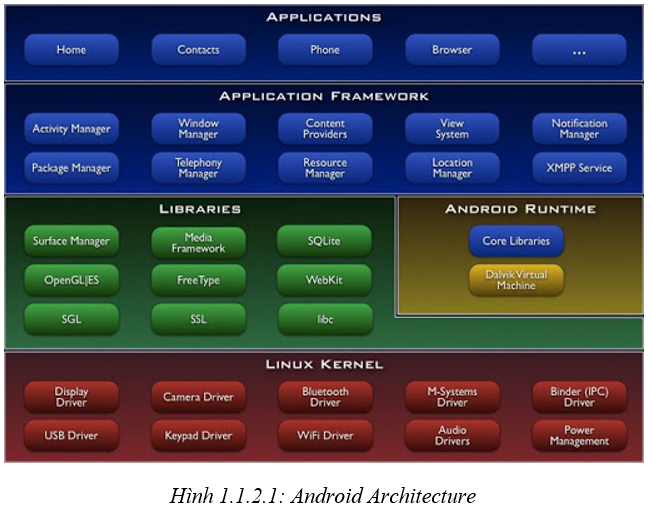 APPLICATIONS
Home
Contacts
Phone
Browser
...
APPLICATION FRAMEWORK
Activity Manager
Window
Manager
Content
Providers
View
System
Notification
Manager
Package Manager
Telephony
Manager
Resource
Manager
Location
Manager
XMPP Service
LIBRARIES
Surface Manager
Media
Framework
SQLite
OpenGL|ES
FreeType
WebKit
SGL
SSL
libc
ANDROID RUNTIME
Core Libraries
Dalvik Virtual
Machine
LINUX KERNEL
Display
Driver
Camera Driver
Bluetooth
Driver
M-Systems
Driver
Binder (IPC)
Driver
USB Driver
Keypad Driver
WiFi Driver
Audio
Drivers
Power
Management
Hình 1.1.2.1: Android Architecture